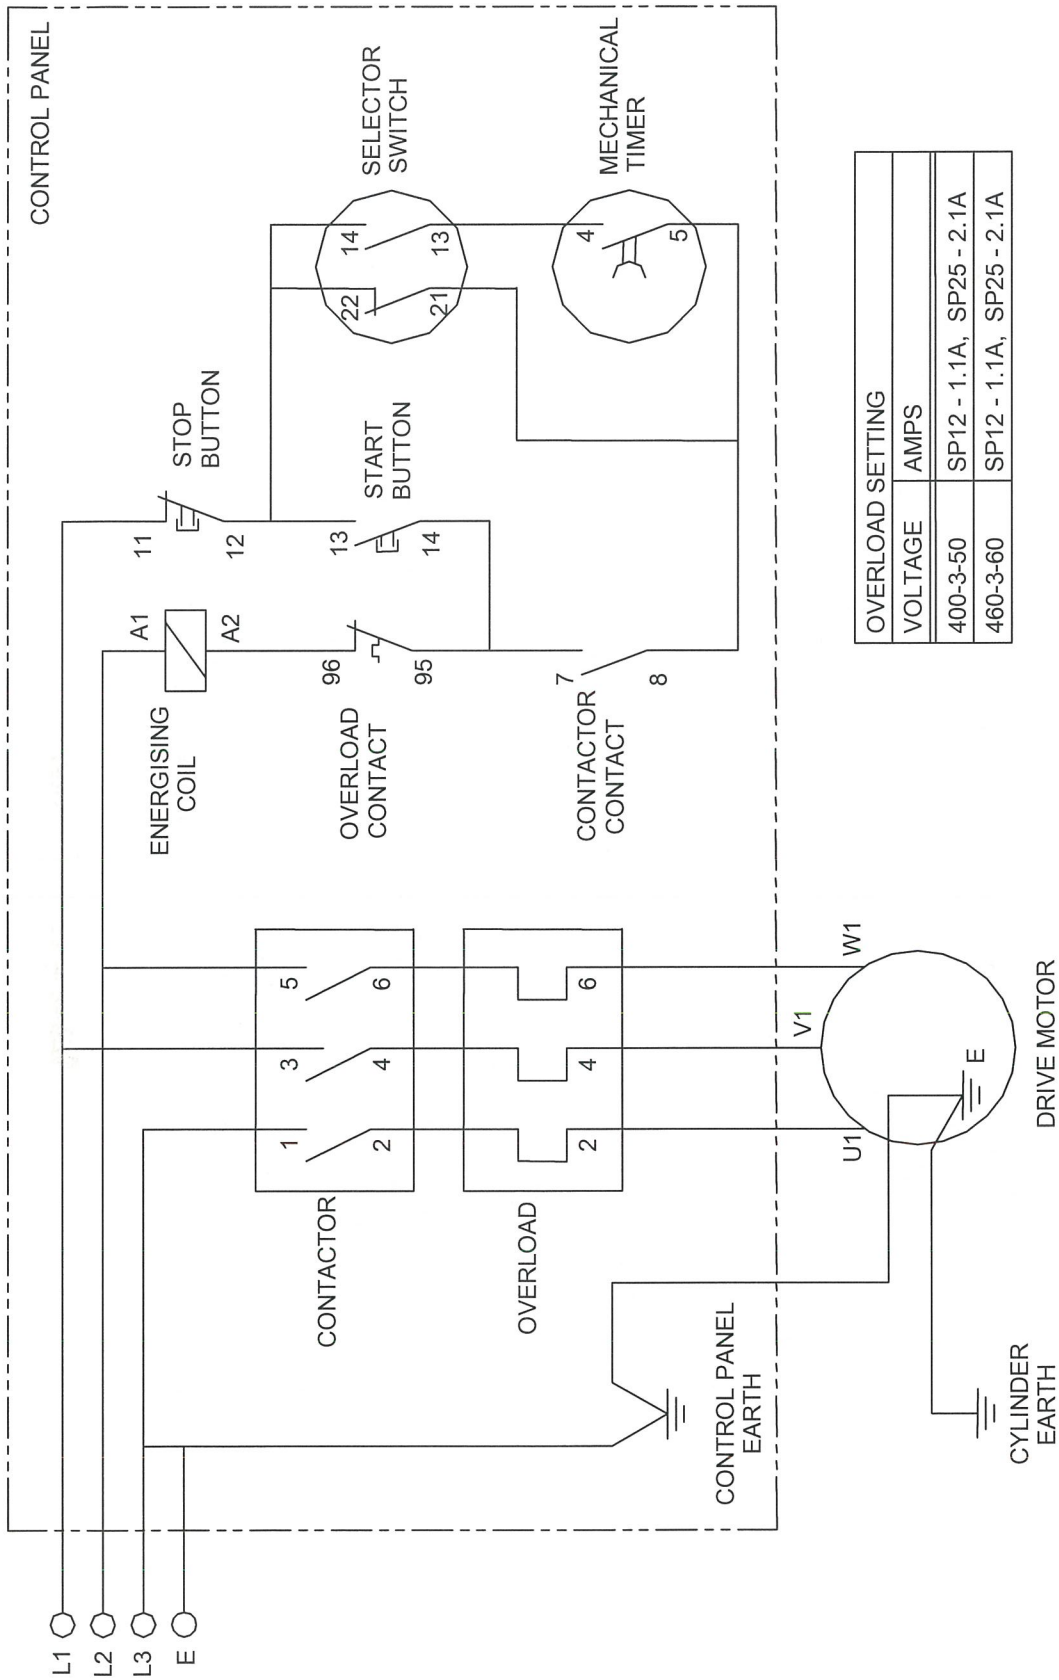 CONTROL PANEL
L1
L2
L3
E
ENERGISING
COIL
A1
A2
11
12
STOP
BUTTON
OVERLOAD
CONTACT
96
95
13
14
START
BUTTON
22
21
14
13
SELECTOR
SWITCH
CONTACTOR
CONTACT
7
8
4
5
MECHANICAL
TIMER
CONTACTOR
1
2
3
4
5
6
OVERLOAD
2
4
6
CONTROL PANEL
EARTH
U1
V1
W1
E
CYLINDER
EARTH
DRIVE MOTOR
OVERLOAD SETTING
VOLTAGE AMPS
400-3-50 SP12 - 1.1A, SP25 - 2.1A
460-3-60 SP12 - 1.1A, SP25 - 2.1A